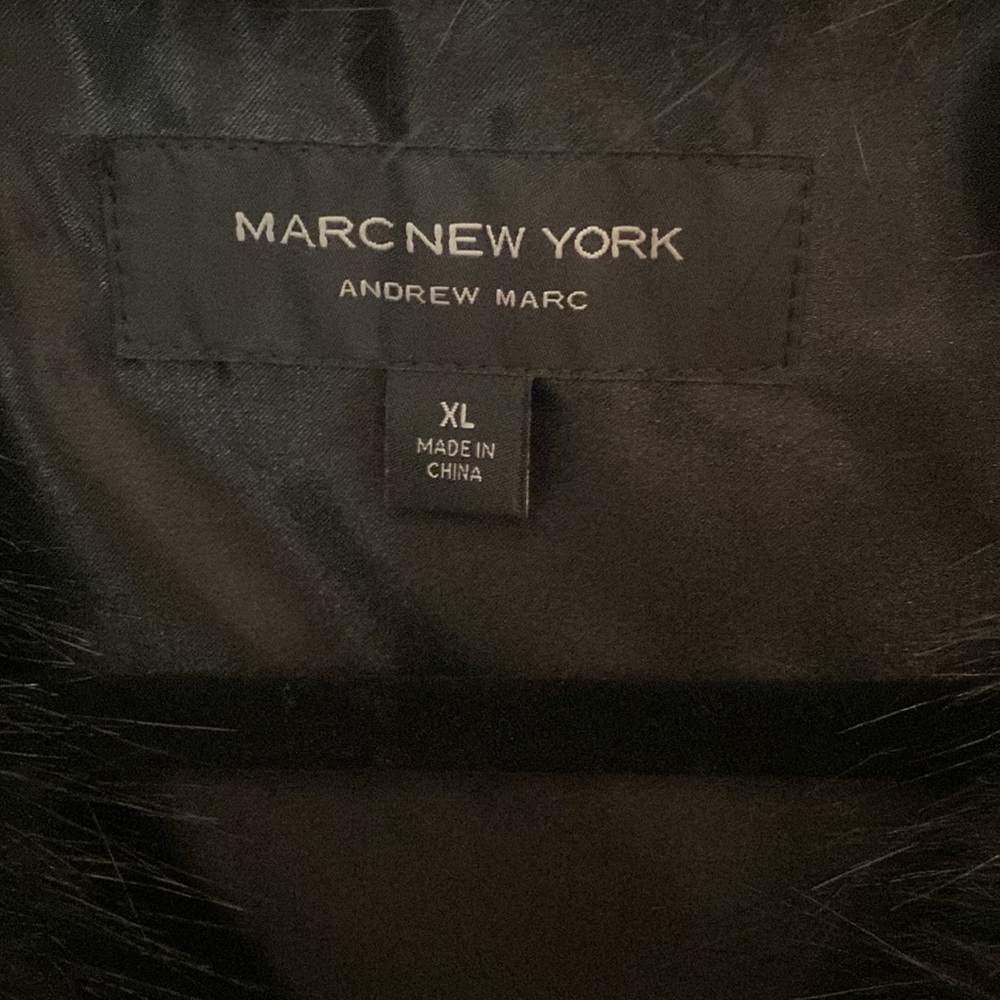 MARC NEW YORK
ANDREW MARC
XL
MADE IN
CHINA